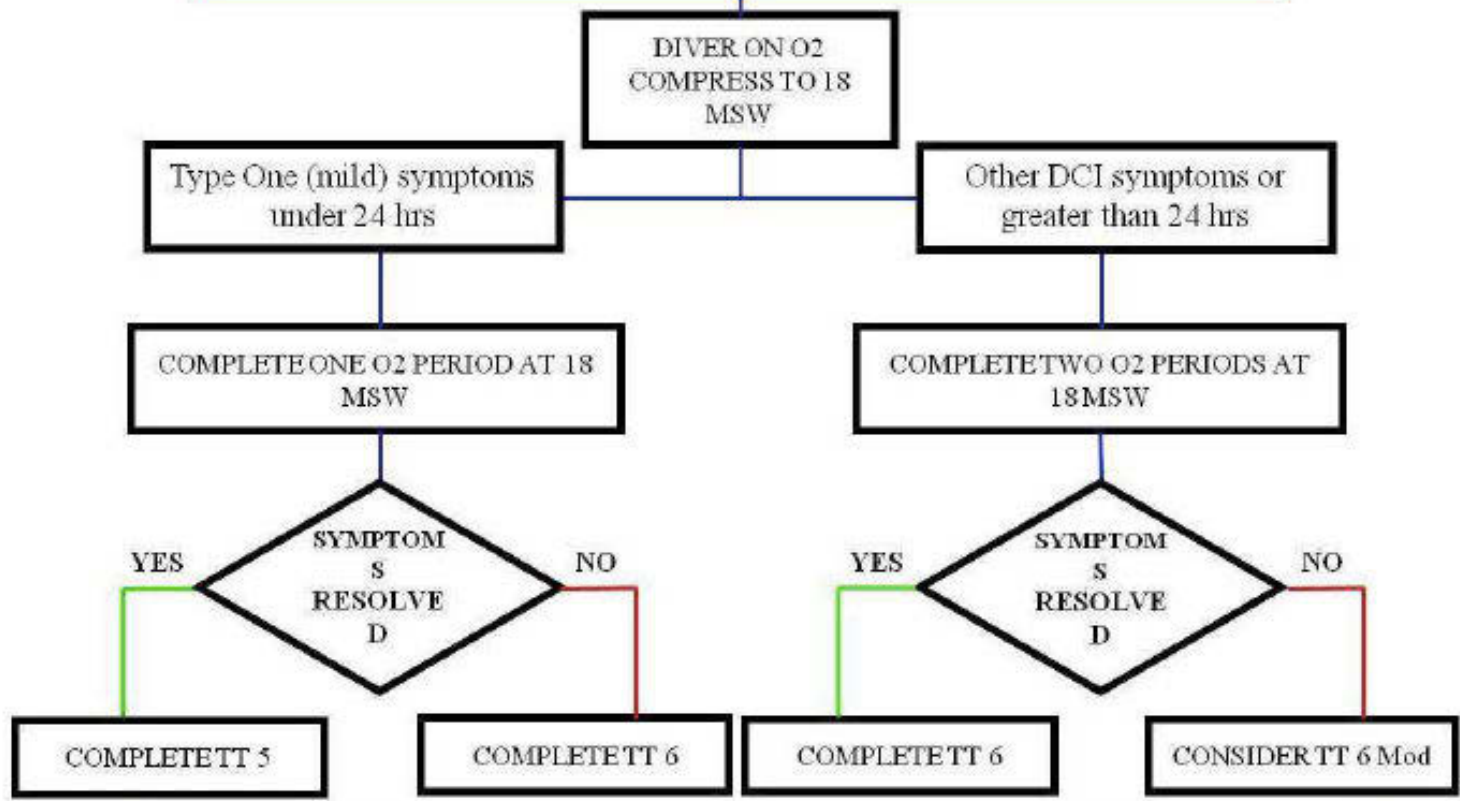 DIVER ON O2
COMPRESS TO 18
MSW
Type One (mild) symptoms
under 24 hrs
Other DCI symptoms or
greater than 24 hrs
COMPLETE ONE O2 PERIOD AT 18
MSW
COMPLETE TWO O2 PERIODS AT
18 MSW
YES
SYMPTOM
S
RESOLVE
D
NO
YES
SYMPTOM
S
RESOLVE
D
NO
COMPLETE TT 5
COMPLETE TT 6
COMPLETE TT 6
CONSIDER TT 6 Mod